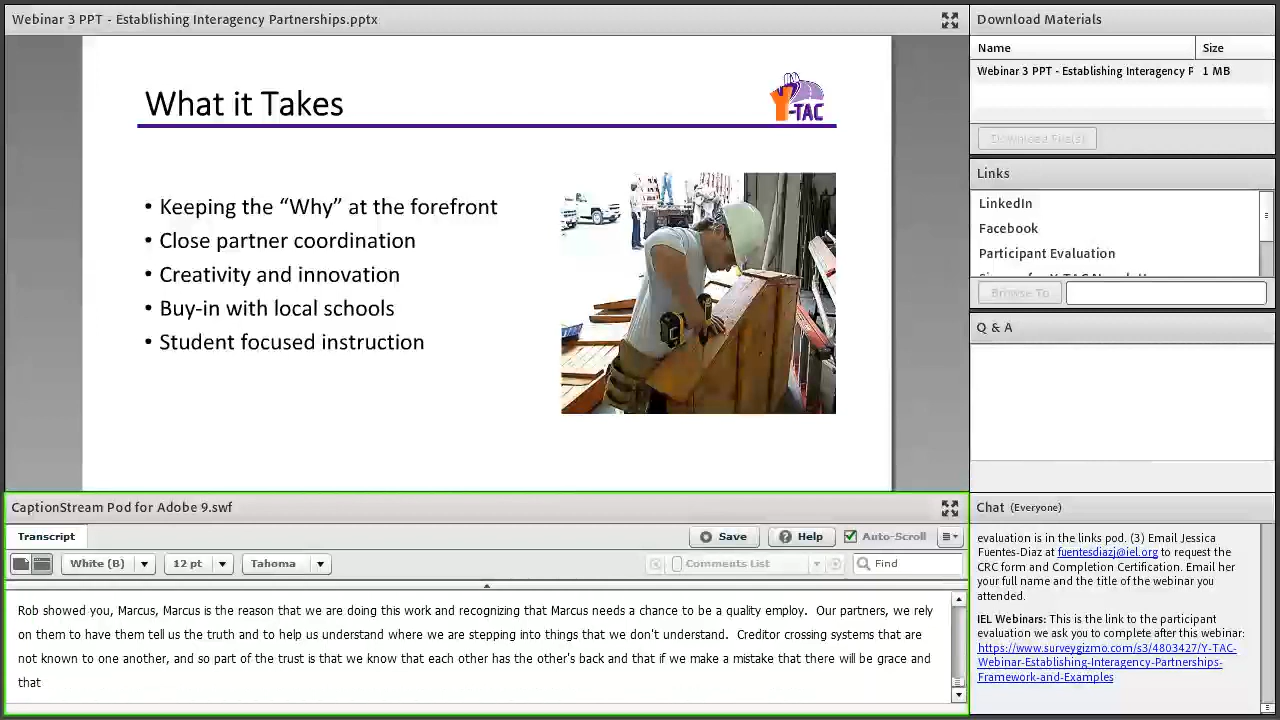 Webinar 3 PPT - Establishing Interagency Partnerships.pptx
What it Takes
Y-TAC
• Keeping the “Why” at the forefront
• Close partner coordination
• Creativity and innovation
• Buy-in with local schools
• Student focused instruction
CaptionStream Pod for Adobe 9.swf
Transcript
Save
Help
Auto-Scroll
White (B)
12 pt
Tahoma
Comments List
Find
Rob showed you, Marcus, Marcus is the reason that we are doing this work and recognizing that Marcus needs a chance to be a quality employ.  Our partners, we rely
on them to have them tell us the truth and to help us understand where we are stepping into things that we don't understand.  Creditor crossing systems that are
not known to one another, and so part of the trust is that we know that each other has the other's back and that if we make a mistake that there will be grace and
that
Download Materials
Name Size
Webinar 3 PPT - Establishing Interagency P 1 MB
Download File(s)
Links
LinkedIn
Facebook
Participant Evaluation
Browse To
Q & A
Chat (Everyone)
evaluation is in the links pod. (3) Email Jessica
Fuentes-Diaz at fuentesdiazj@iel.org to request the
CRC form and Completion Certification. Email her
your full name and the title of the webinar you
attended.
IEL Webinars: This is the link to the participant
evaluation we ask you to complete after this webinar:
https://www.surveygizmo.com/s3/4803427/Y-TAC-
Webinar-Establishing-Interagency-Partnerships-
Framework-and-Examples